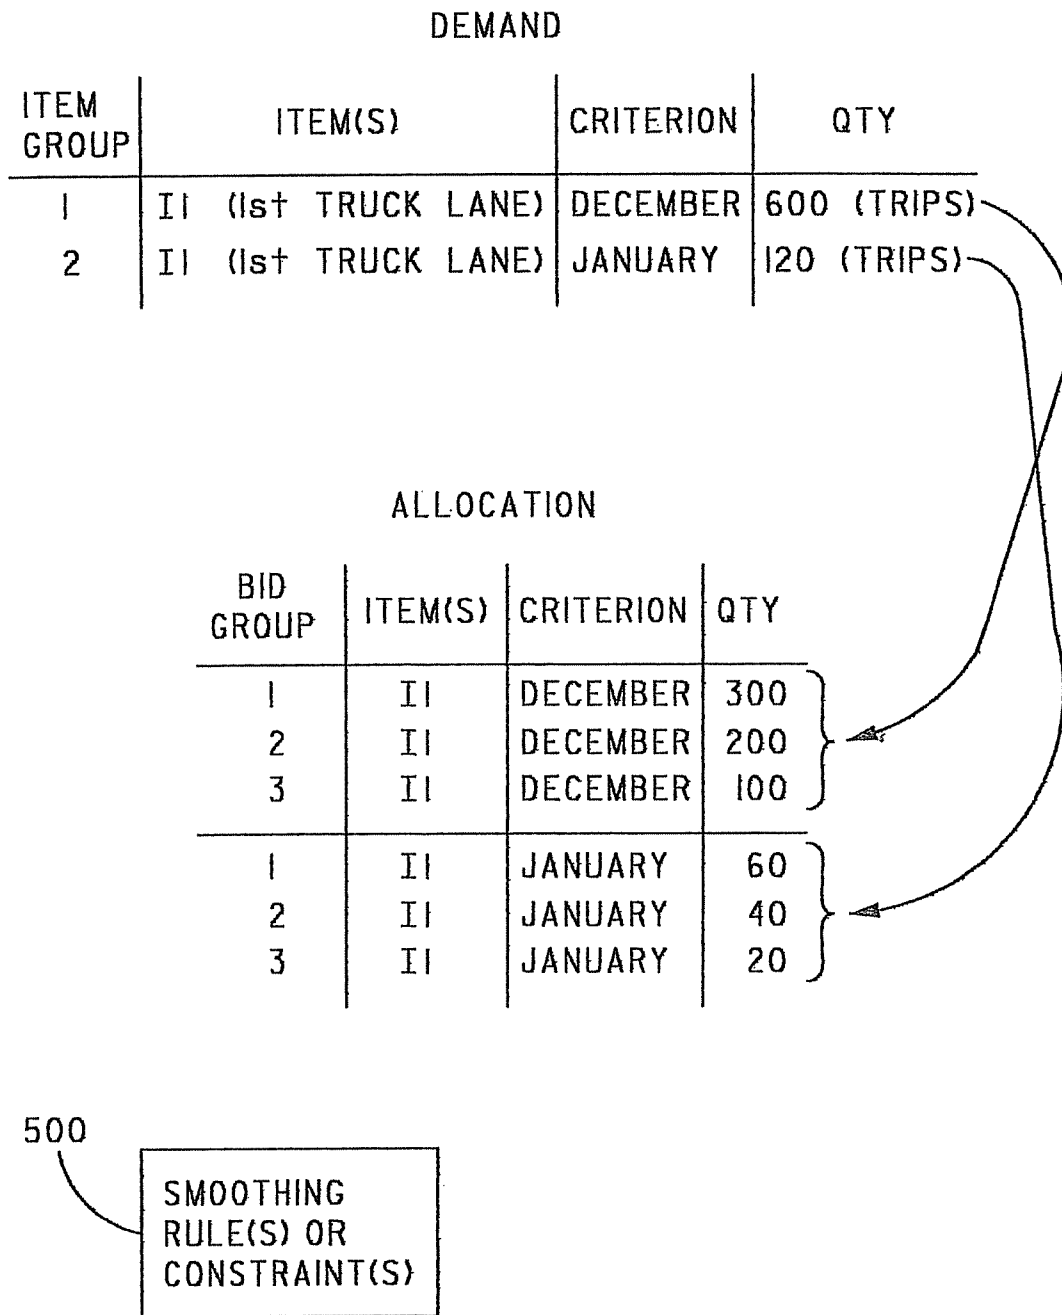 DEMAND
ITEM GROUP ITEM(S) CRITERION QTY
1 I1 (1st TRUCK LANE) DECEMBER 600 (TRIPS)
2 I1 (1st TRUCK LANE) JANUARY 120 (TRIPS)
ALLOCATION
BID GROUP ITEM(S) CRITERION QTY
1 I1 DECEMBER 300
2 I1 DECEMBER 200
3 I1 DECEMBER 100
1 I1 JANUARY 60
2 I1 JANUARY 40
3 I1 JANUARY 20
500
SMOOTHING
RULE(S) OR
CONSTRAINT(S)